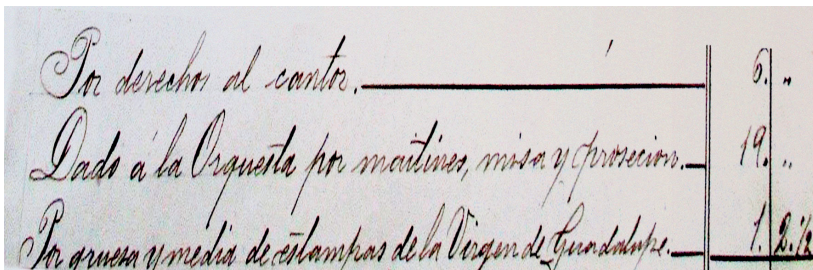 Por derechos al cantor. 6. „
Dado á la Orquesta por maitines, misa y prosecion. 19. „
Por gruesa y media de estampas de la Virgen de Guadalupe. 1. 2. ½